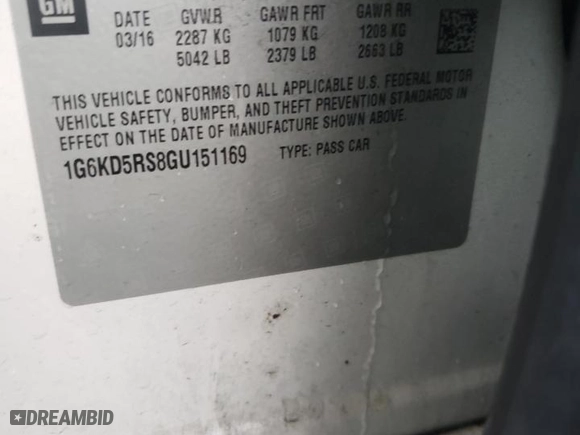 GM
DATE GVWR GAWR FRT GAWR RR
03/16 2287 KG 1079 KG 1208 KG
5042 LB 2379 LB 2663 LB
THIS VEHICLE CONFORMS TO ALL APPLICABLE U.S. FEDERAL MOTOR
VEHICLE SAFETY, BUMPER, AND THEFT PREVENTION STANDARDS IN
EFFECT ON THE DATE OF MANUFACTURE SHOWN ABOVE.
1G6KD5RS8GU151169 TYPE: PASS CAR
DREAMBID